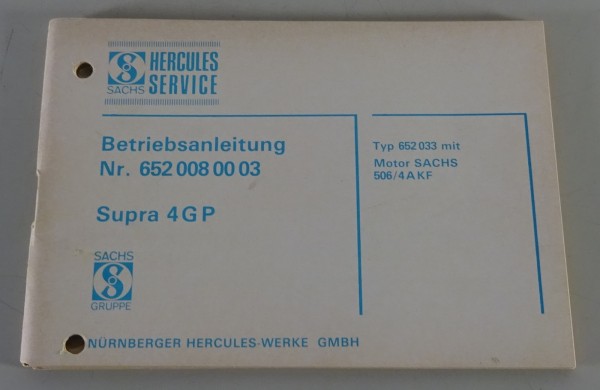 SACHS
HERCULES
SERVICE
Betriebsanleitung
Nr. 652 008 00 03
Supra 4 GP
Typ 652 033 mit
Motor SACHS
506/4 A KF
SACHS
GRUPPE
NÜRNBERGER HERCULES-WERKE GMBH